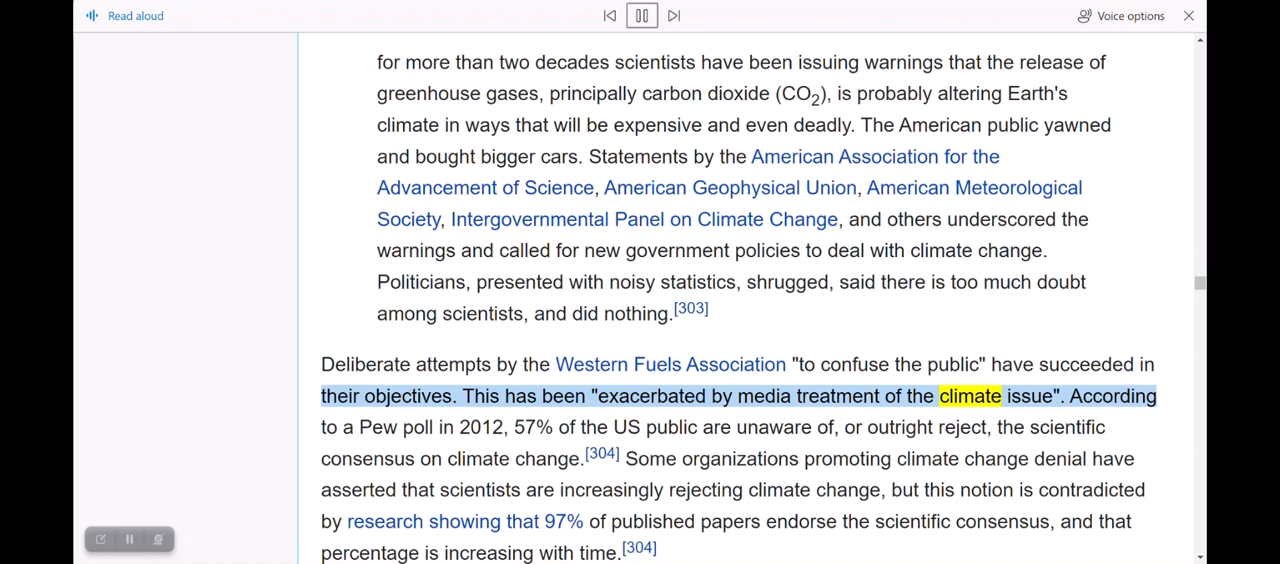 Read aloud
Voice options
for more than two decades scientists have been issuing warnings that the release of
greenhouse gases, principally carbon dioxide (CO2), is probably altering Earth's
climate in ways that will be expensive and even deadly. The American public yawned
and bought bigger cars. Statements by the American Association for the
Advancement of Science, American Geophysical Union, American Meteorological
Society, Intergovernmental Panel on Climate Change, and others underscored the
warnings and called for new government policies to deal with climate change.
Politicians, presented with noisy statistics, shrugged, said there is too much doubt
among scientists, and did nothing.[303]
Deliberate attempts by the Western Fuels Association "to confuse the public" have succeeded in
their objectives. This has been "exacerbated by media treatment of the climate issue". According
to a Pew poll in 2012, 57% of the US public are unaware of, or outright reject, the scientific
consensus on climate change.[304] Some organizations promoting climate change denial have
asserted that scientists are increasingly rejecting climate change, but this notion is contradicted
by research showing that 97% of published papers endorse the scientific consensus, and that
percentage is increasing with time.[304]